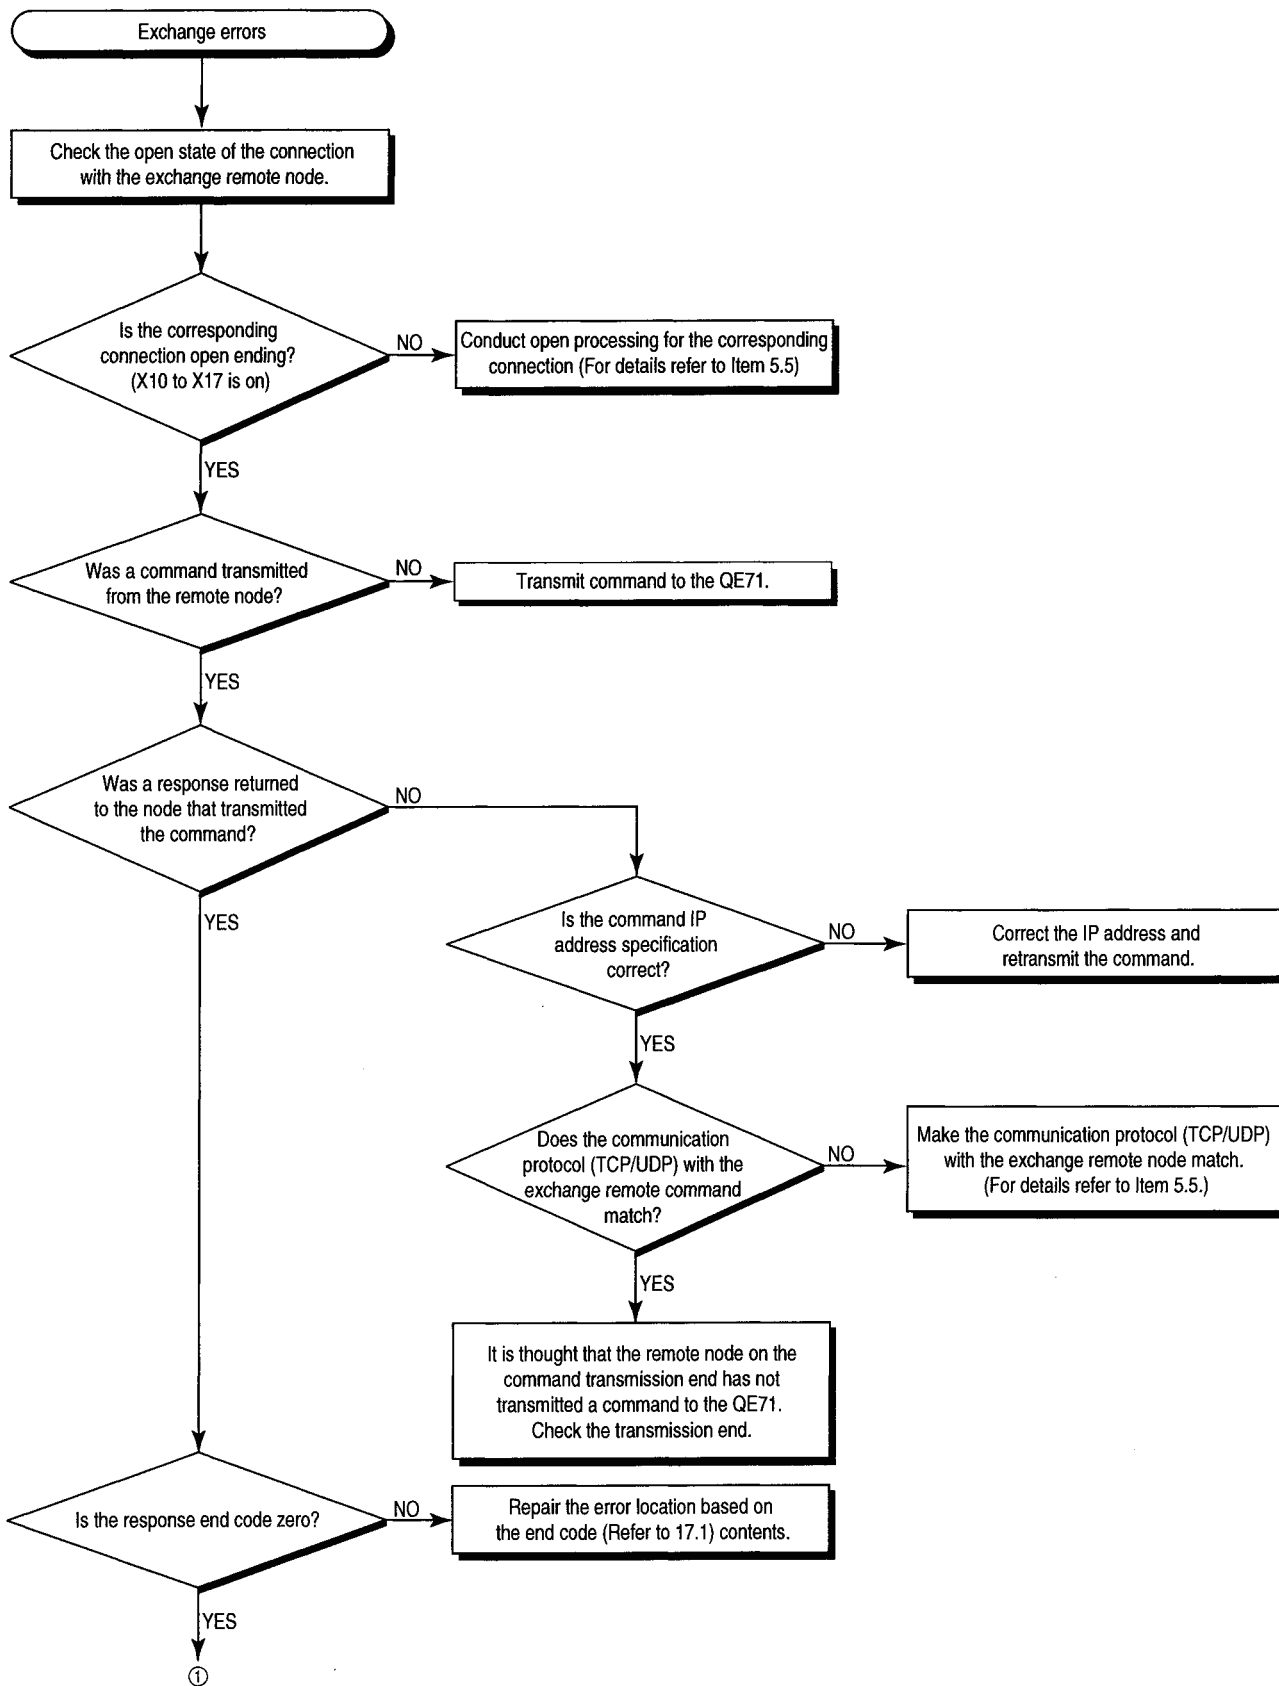 Exchange errors
Check the open state of the connection
with the exchange remote node.
Is the corresponding
connection open ending?
(X10 to X17 is on)
NO
Conduct open processing for the corresponding
connection (For details refer to Item 5.5)
YES
Was a command transmitted
from the remote node?
NO
Transmit command to the QE71.
YES
Was a response returned
to the node that transmitted
the command?
NO
YES
Is the command IP
address specification
correct?
NO
Correct the IP address and
retransmit the command.
YES
Does the communication
protocol (TCP/UDP) with the
exchange remote command
match?
NO
Make the communication protocol (TCP/UDP)
with the exchange remote node match.
(For details refer to Item 5.5.)
YES
It is thought that the remote node on the
command transmission end has not
transmitted a command to the QE71.
Check the transmission end.
Is the response end code zero?
NO
Repair the error location based on
the end code (Refer to 17.1) contents.
YES
①